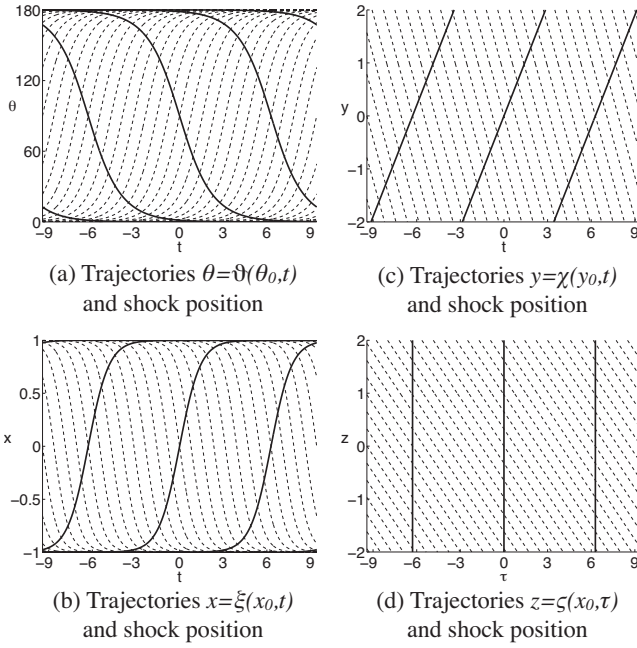 180
120
θ
60
0
−9 −6 −3 0 3 6 9
t
(a) Trajectories θ=ϑ(θ0,t)
and shock position
2
1
y
0
−1
−2
−9 −6 −3 0 3 6 9
t
(c) Trajectories y=χ(y0,t)
and shock position
1
0.5
x
0
−0.5
−1
−9 −6 −3 0 3 6 9
t
(b) Trajectories x=ξ(x0,t)
and shock position
2
1
z
0
−1
−2
−9 −6 −3 0 3 6 9
τ
(d) Trajectories z=ς(x0,τ)
and shock position